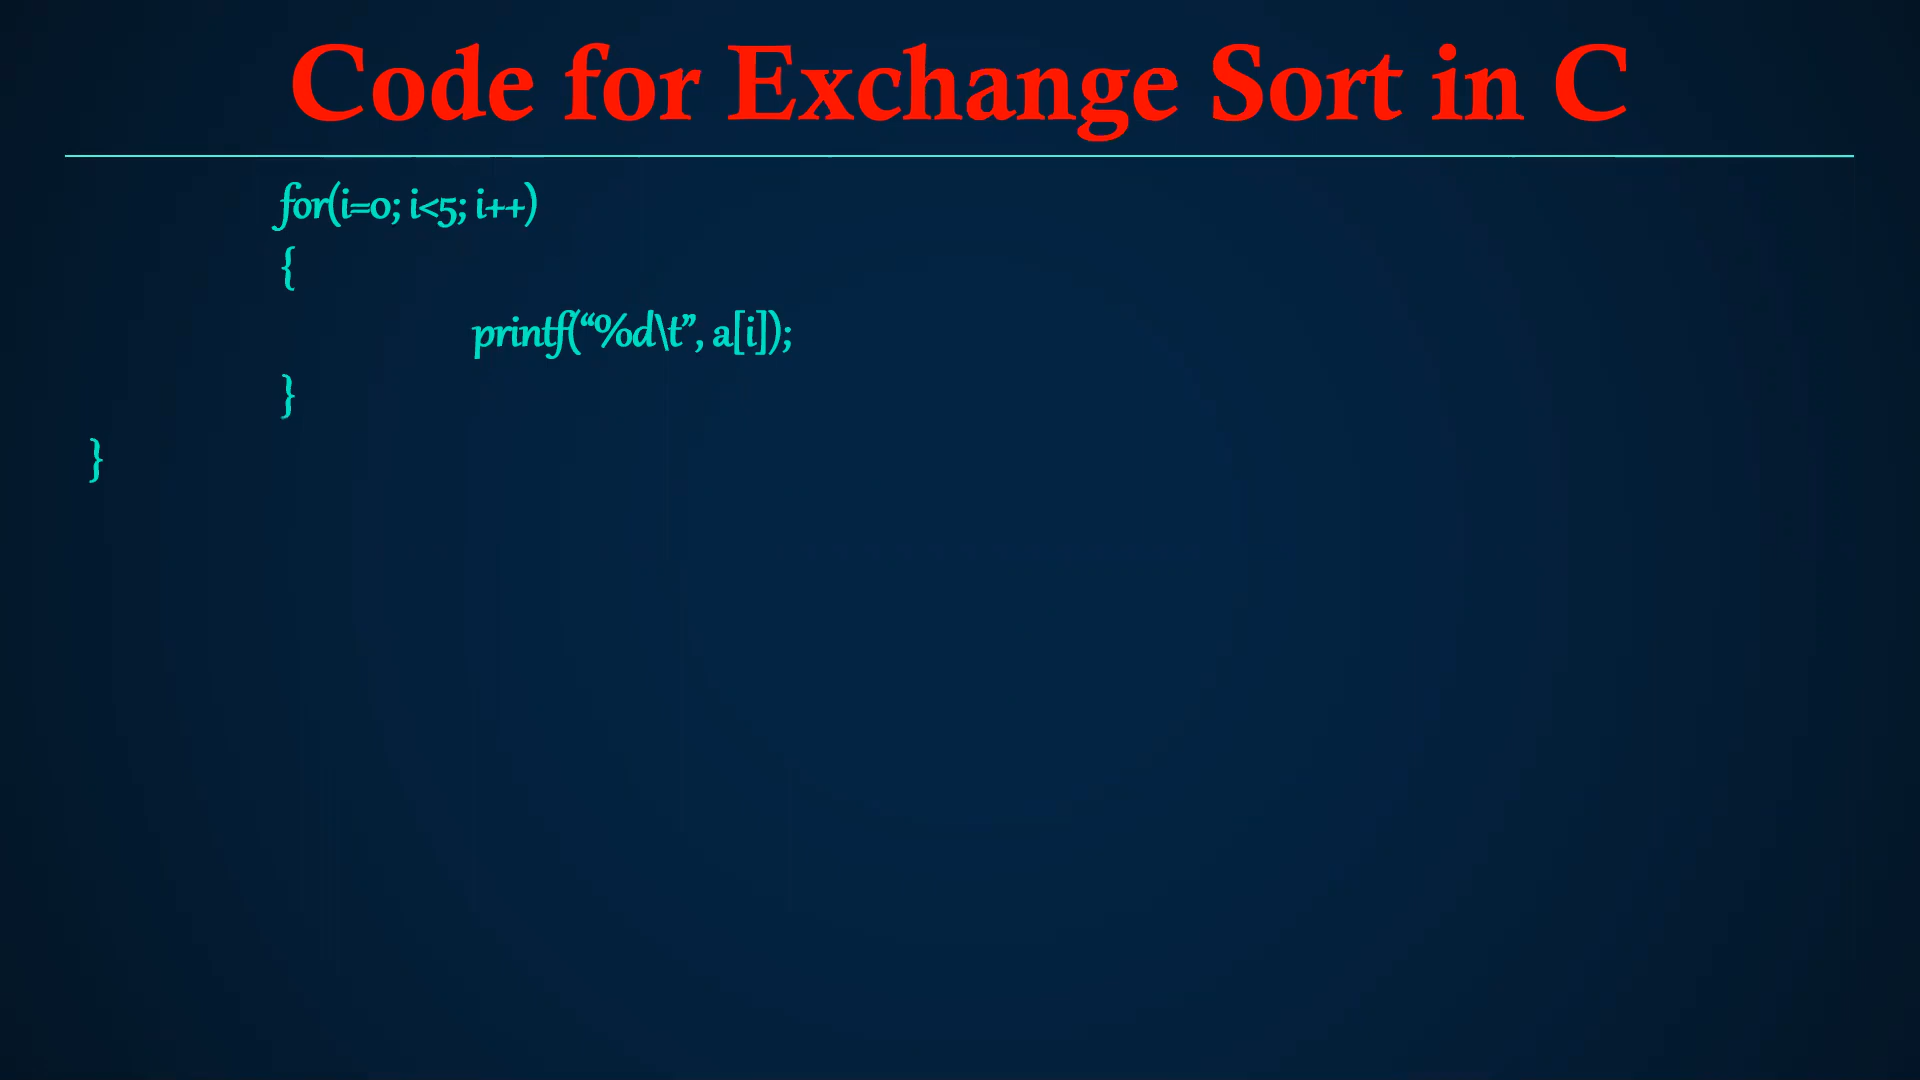 Code for Exchange Sort in C
for(i=0; i<5; i++)
{
printf(“%d\t”, a[i]);
}
}